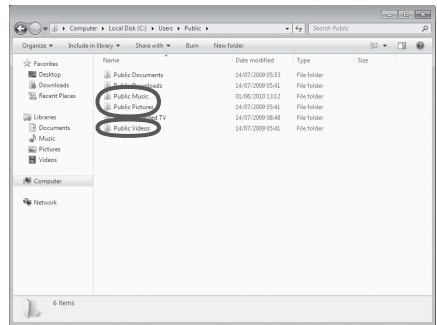 Computer Local Disk (C:) Users Public Search Public
Organize Include in library Share with Burn New folder
Name Date modified Type Size
Favorites
Desktop
Downloads
Recent Places
Libraries
Documents
Music
Pictures
Videos
Computer
Network
Public Documents 14/07/2009 05:53 File folder
Public Downloads 14/07/2009 05:41 File folder
Public Music 01/06/2010 13:12 File folder
Public Pictures 14/07/2009 05:41 File folder
TV 14/07/2009 08:48 File folder
Public Videos 14/07/2009 05:41 File folder
6 items